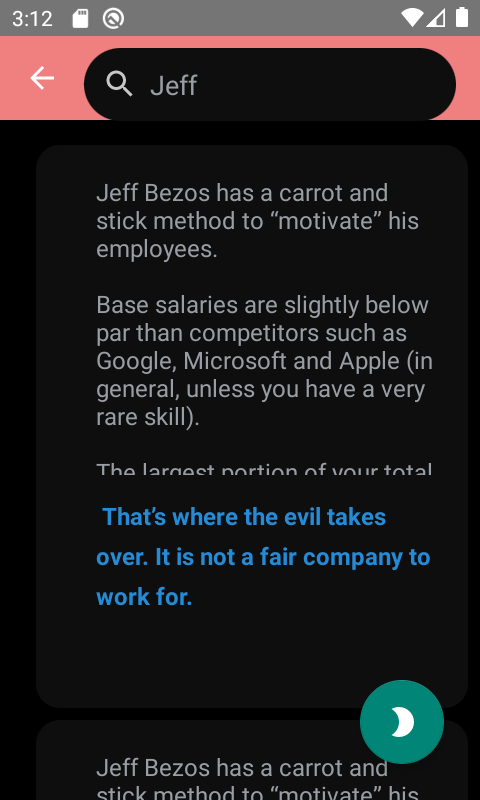 3:12
Jeff
Jeff Bezos has a carrot and
stick method to “motivate” his
employees.
Base salaries are slightly below
par than competitors such as
Google, Microsoft and Apple (in
general, unless you have a very
rare skill).
The largest portion of your total
That’s where the evil takes
over. It is not a fair company to
work for.
Jeff Bezos has a carrot and
stick method to “motivate” his